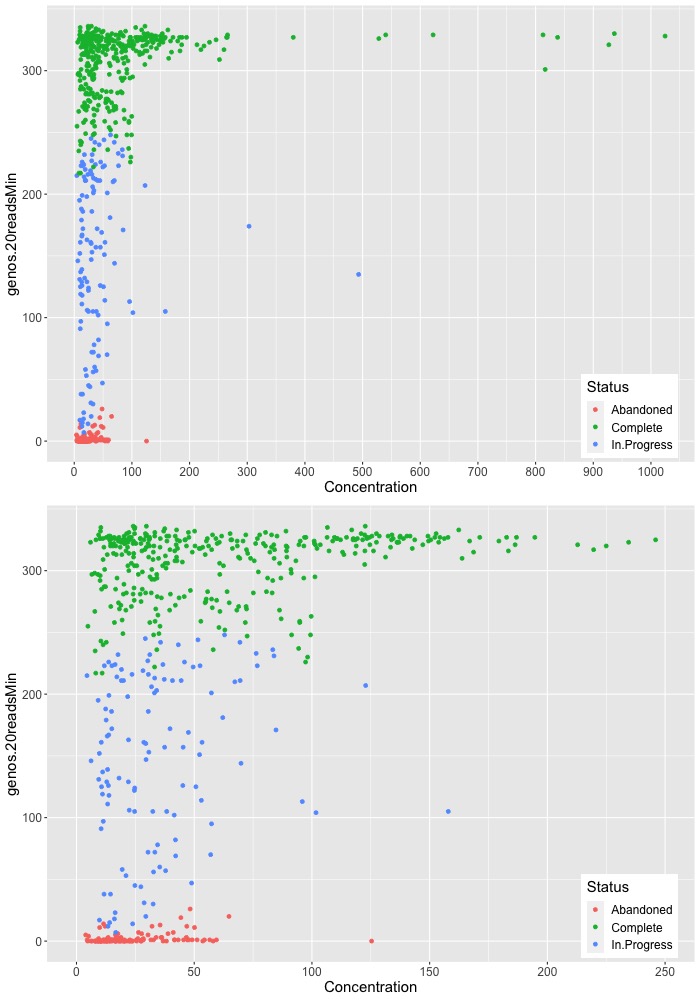 300
200
100
0
genos.20readsMin
Status
Abandoned
Complete
In.Progress
0 100 200 300 400 500 600 700 800 900 1000
Concentration
300
200
100
0
genos.20readsMin
Status
Abandoned
Complete
In.Progress
0 50 100 150 200 250
Concentration